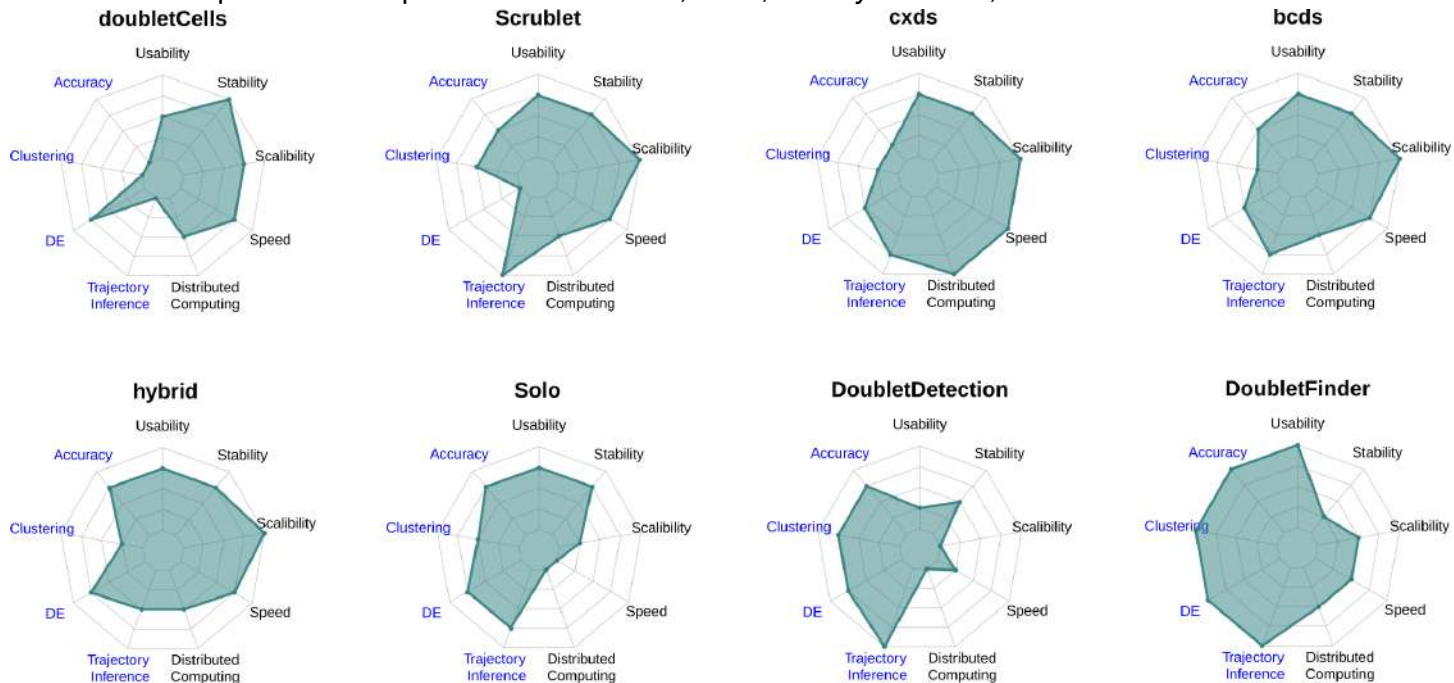 doubletCells
Usability
Accuracy
Stability
Clustering
Scalibility
DE
Speed
Trajectory
Inference
Distributed
Computing
Scrublet
Usability
Accuracy
Stability
Clustering
Scalibility
DE
Speed
Trajectory
Inference
Distributed
Computing
cxds
Usability
Accuracy
Stability
Clustering
Scalibility
DE
Speed
Trajectory
Inference
Distributed
Computing
bcds
Usability
Accuracy
Stability
Clustering
Scalibility
DE
Speed
Trajectory
Inference
Distributed
Computing
hybrid
Usability
Accuracy
Stability
Clustering
Scalibility
DE
Speed
Trajectory
Inference
Distributed
Computing
Solo
Usability
Accuracy
Stability
Clustering
Scalibility
DE
Speed
Trajectory
Inference
Distributed
Computing
DoubletDetection
Usability
Accuracy
Stability
Clustering
Scalibility
DE
Speed
Trajectory
Inference
Distributed
Computing
DoubletFinder
Usability
Accuracy
Stability
Clustering
Scalibility
DE
Speed
Trajectory
Inference
Distributed
Computing